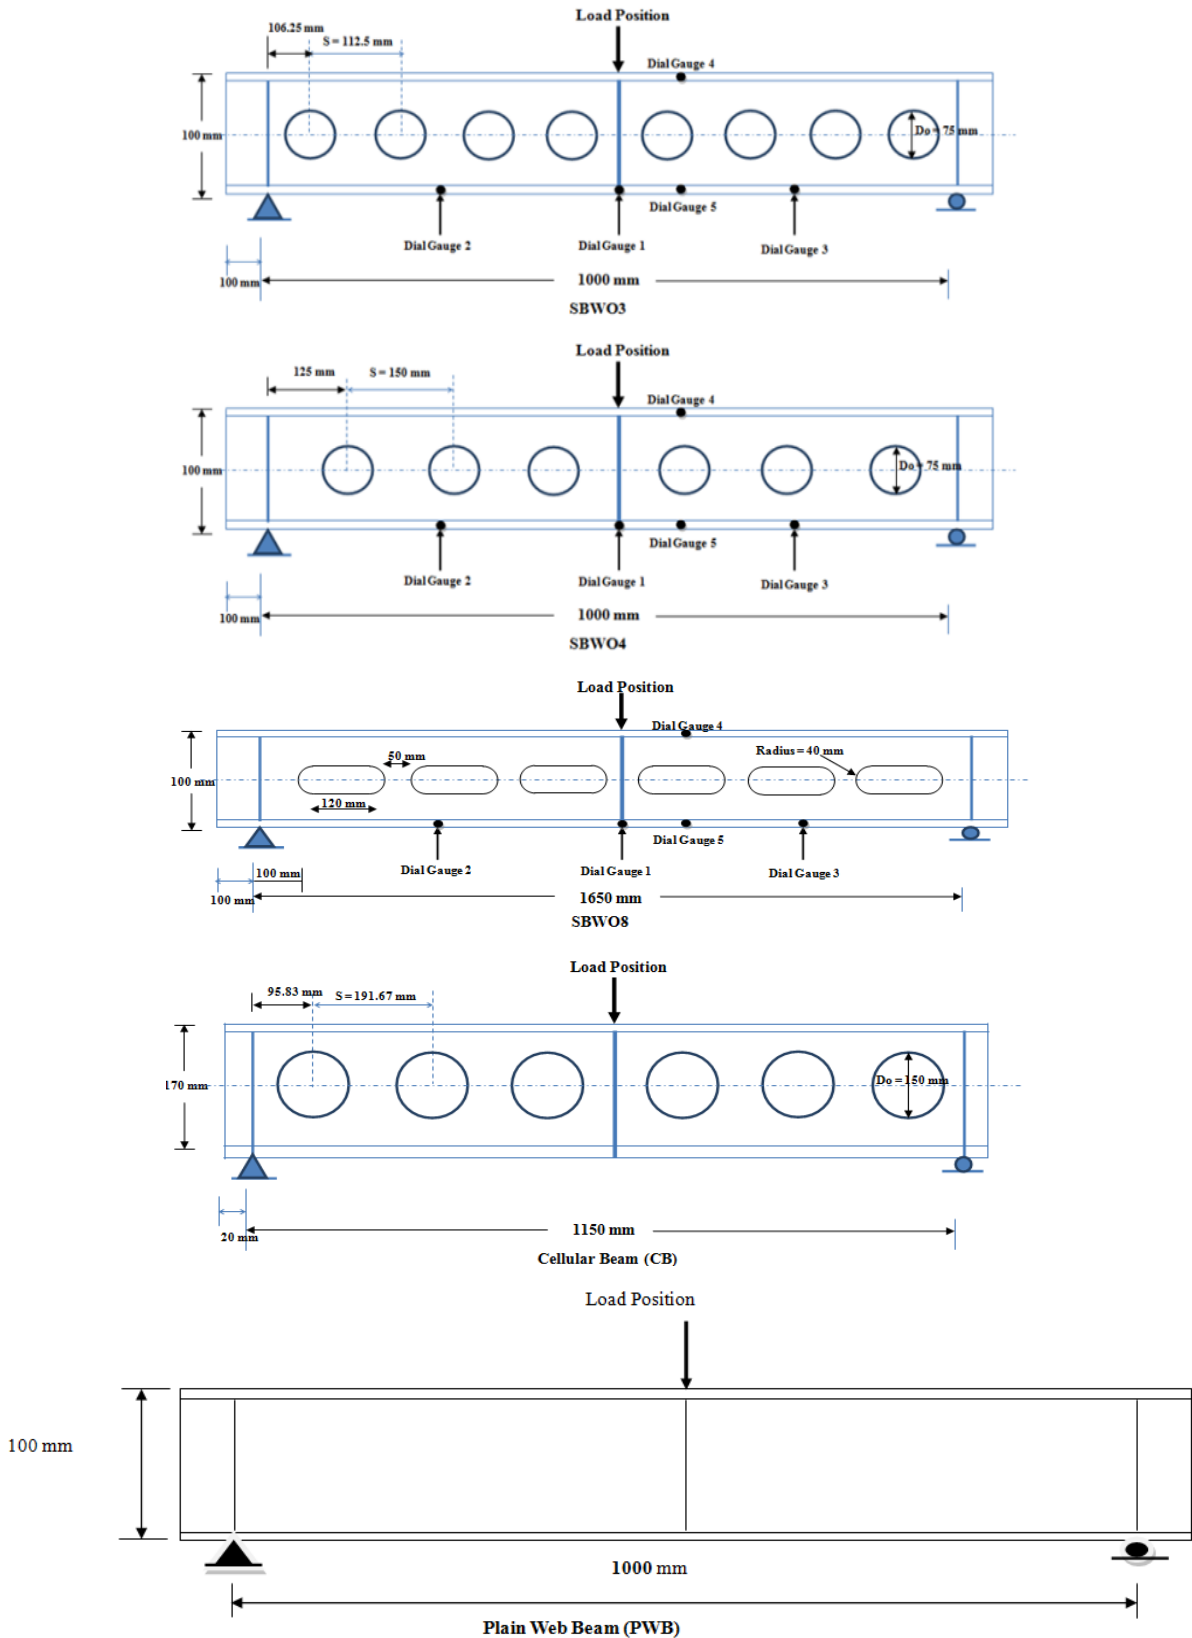 Load Position
106.25 mm
S = 112.5 mm
Dial Gauge 4
100 mm
Do = 75 mm
Dial Gauge 5
Dial Gauge 2
Dial Gauge 1
Dial Gauge 3
100 mm
1000 mm
SBWO3
Load Position
125 mm
S = 150 mm
Dial Gauge 4
100 mm
Do = 75 mm
Dial Gauge 5
Dial Gauge 2
Dial Gauge 1
Dial Gauge 3
100 mm
1000 mm
SBWO4
Load Position
Dial Gauge 4
50 mm
Radius = 40 mm
100 mm
120 mm
Dial Gauge 5
Dial Gauge 2
Dial Gauge 1
Dial Gauge 3
100 mm
100 mm
1650 mm
SBWO8
Load Position
95.83 mm
S = 191.67 mm
170 mm
Do = 150 mm
20 mm
1150 mm
Cellular Beam (CB)
Load Position
100 mm
1000 mm
Plain Web Beam (PWB)